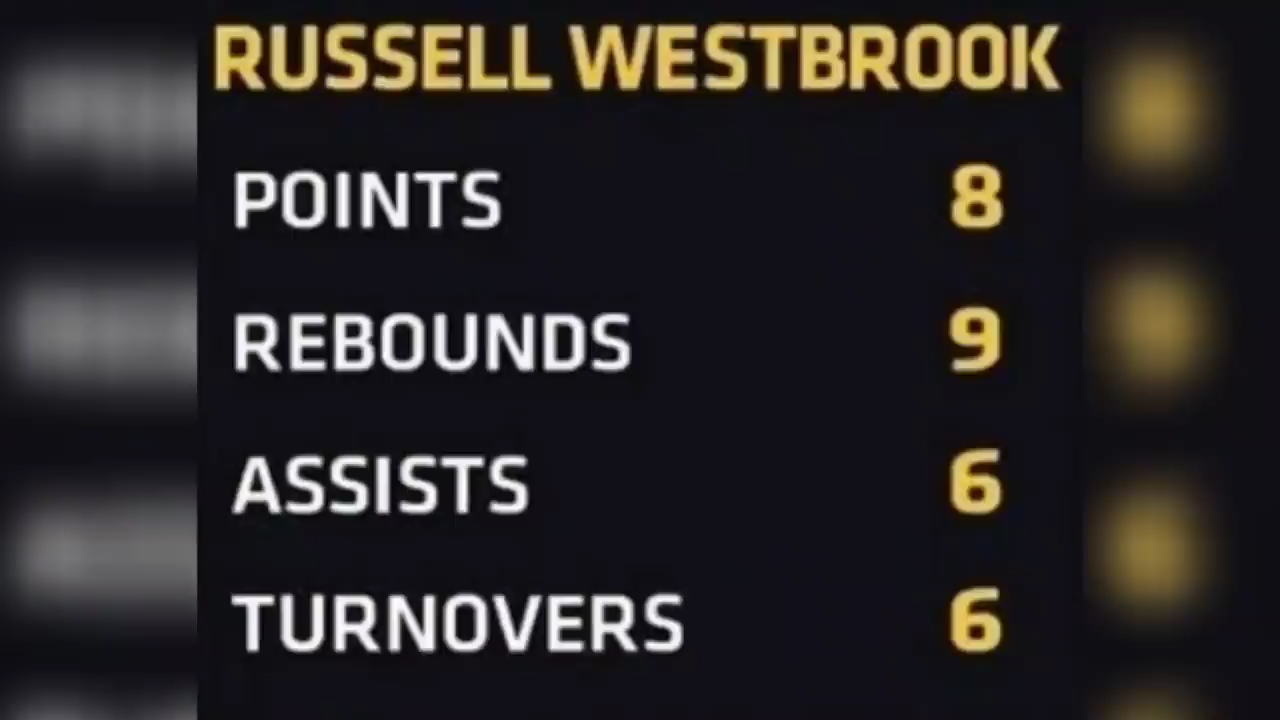 RUSSELL WESTBROOK
POINTS 8
REBOUNDS 9
ASSISTS 6
TURNOVERS 6